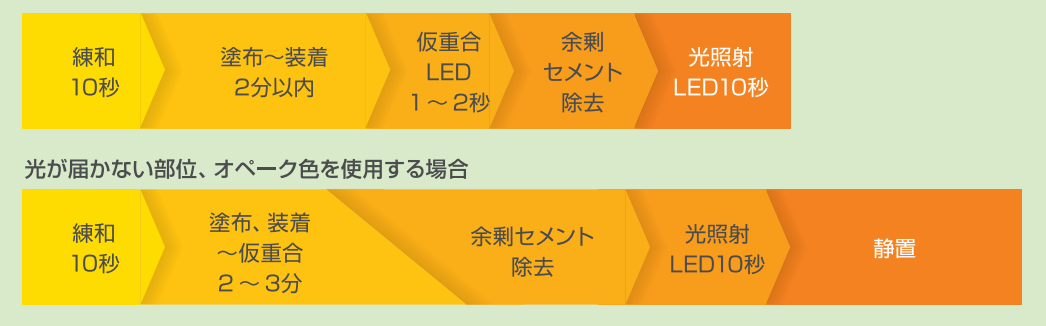 練和
10秒
塗布〜装着
2分以内
仮重合
LED
1〜2秒
余剰
セメント
除去
光照射
LED10秒
光が届かない部位、オペーク色を使用する場合
練和
10秒
塗布、装着
〜仮重合
2〜3分
余剰セメント
除去
光照射
LED10秒
静置